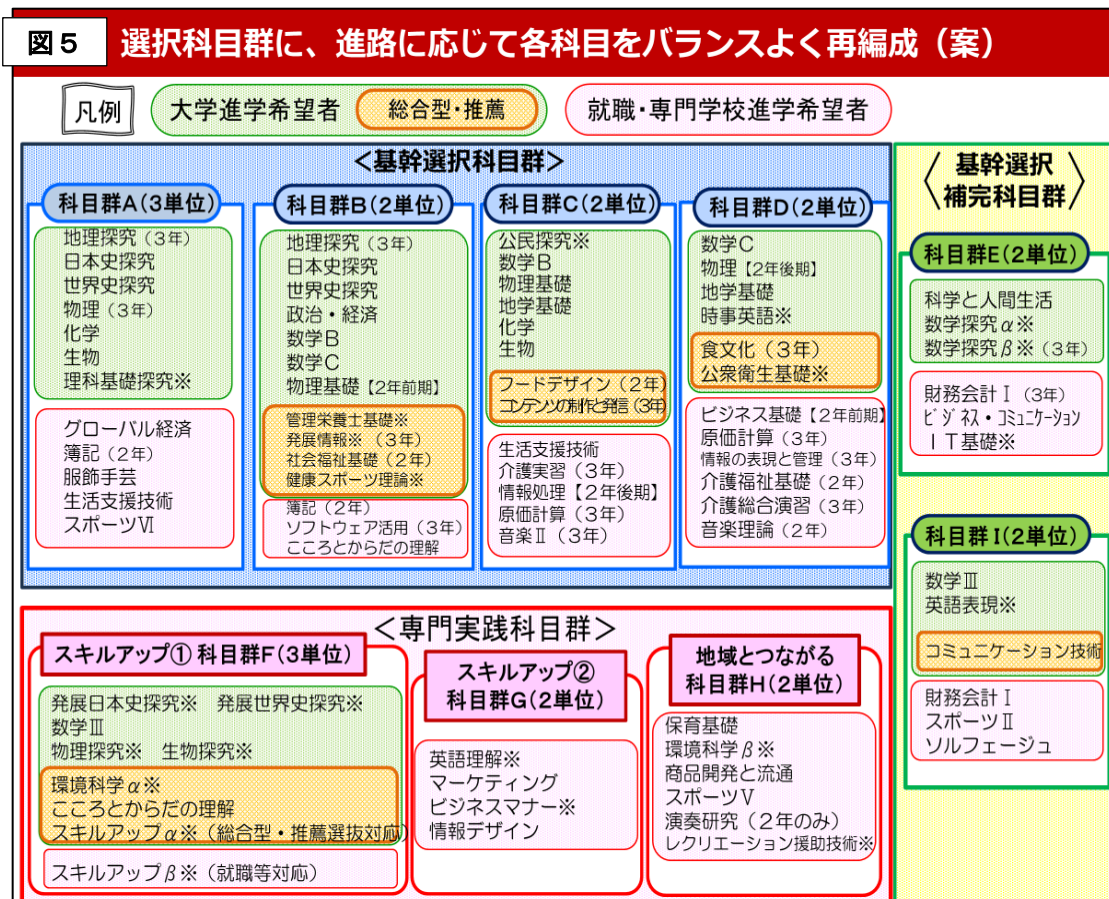 図５
選択科目群に、進路に応じて各科目をバランスよく再編成（案）
凡例
大学進学希望者
総合型・推薦
就職・専門学校進学希望者
＜基幹選択科目群＞
科目群A(3単位)
地理探究（3年）
日本史探究
世界史探究
物理（3年）
化学
生物
理科基礎探究※
グローバル経済
簿記（2年）
服飾手芸
生活支援技術
スポーツⅥ
科目群B(2単位)
地理探究（3年）
日本史探究
世界史探究
政治・経済
数学B
数学C
物理基礎【2年前期】
管理栄養士基礎※
発展情報※（3年）
社会福祉基礎（2年）
健康スポーツ理論※
簿記（2年）
ソフトウェア活用（3年）
こころとからだの理解
科目群C(2単位)
公民探究※
数学B
物理基礎
地学基礎
化学
生物
フードデザイン（2年）
コンテンツの制作と発信（3年）
生活支援技術
介護実習（3年）
情報処理【2年後期】
原価計算（3年）
音楽Ⅱ（3年）
科目群D(2単位)
数学C
物理【2年後期】
地学基礎
時事英語※
食文化（3年）
公衆衛生基礎※
ビジネス基礎【2年前期】
原価計算（3年）
情報の表現と管理（3年）
介護福祉基礎（2年）
介護総合演習（3年）
音楽理論（2年）
〈基幹選択
補完科目群〉
科目群E(2単位)
科学と人間生活
数学探究α※
数学探究β※（3年）
財務会計Ⅰ（3年）
ビジネス・コミュニケーション
ＩＴ基礎※
科目群Ｉ(2単位)
数学Ⅲ
英語表現※
コミュニケーション技術
財務会計Ⅰ
スポーツⅡ
ソルフェージュ
＜専門実践科目群＞
スキルアップ① 科目群F(3単位)
発展日本史探究※　発展世界史探究※
数学Ⅲ
物理探究※　生物探究※
環境科学α※
こころとからだの理解
スキルアップα※（総合型・推薦選抜対応）
スキルアップβ※（就職等対応）
スキルアップ②
科目群G(2単位)
英語理解※
マーケティング
ビジネスマナー※
情報デザイン
地域とつながる
科目群H(2単位)
保育基礎
環境科学β※
商品開発と流通
スポーツⅤ
演奏研究（2年のみ）
レクリエーション援助技術※